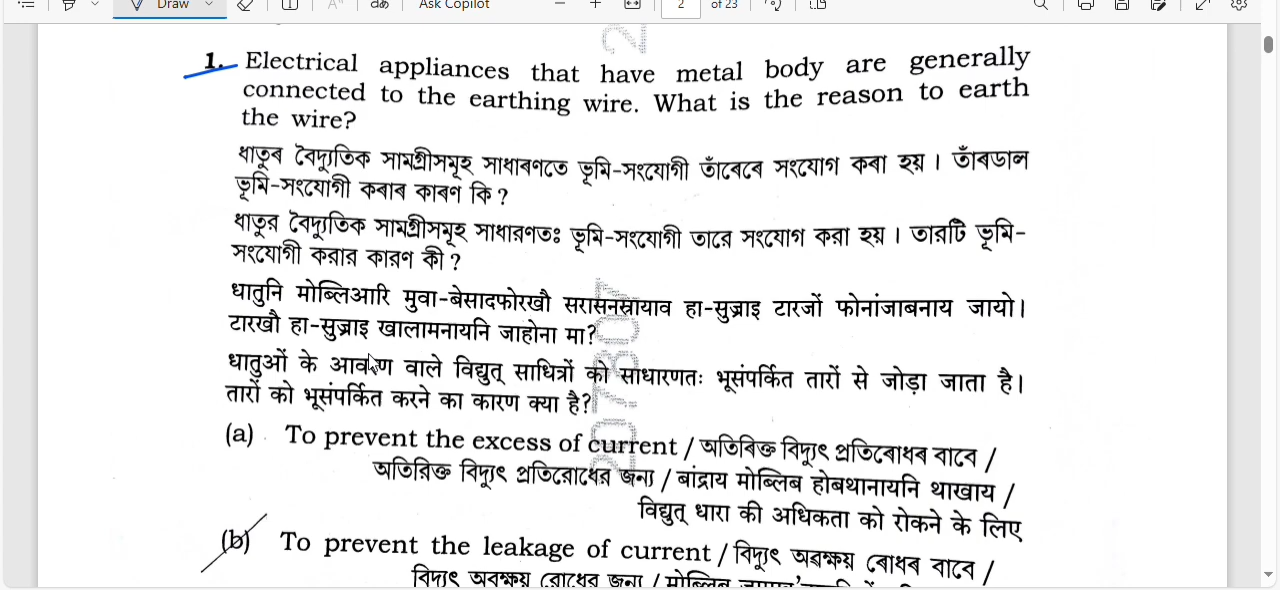 Draw
Ask Copilot
2 of 23
1. Electrical appliances that have metal body are generally
connected to the earthing wire. What is the reason to earth
the wire?
ধাতুৰ বৈদ্যুতিক সামগ্ৰীসমূহ সাধাৰণতে ভূমি-সংযোগী তাঁৰেৰে সংযোগ কৰা হয়। তাঁৰডাল
ভূমি-সংযোগী কৰাৰ কাৰণ কি?
ধাতুর বৈদ্যুতিক সামগ্রীসমূহ সাধারণতঃ ভূমি-সংযোগী তারে সংযোগ করা হয়। তারটি ভূমি-
সংযোগী করার কারণ কী?
धातुनि मोब्लिआरि मुवा-बेसादफोरखौ सरासनस्रायाव हा-सुज्राइ टारजों फोनांजाबनाय जायो।
टारखौ हा-सुज्राइ खालामनायनि जाहोना मा?
धातुओं के आवरण वाले विद्युत् साधित्रों को साधारणतः भूसंपर्कित तारों से जोड़ा जाता है।
तारों को भूसंपर्कित करने का कारण क्या है?
(a) To prevent the excess of current / অতিৰিক্ত বিদ্যুৎ প্ৰতিৰোধৰ বাবে /
অতিরিক্ত বিদ্যুৎ প্রতিরোধের জন্য / बांद्राय मोब्लिब होबथानायनि थाखाय /
विद्युत् धारा की अधिकता को रोकने के लिए
(b) To prevent the leakage of current / বিদ্যুৎ অৱক্ষয় ৰোধৰ বাবে /
বিদ্যুৎ অবক্ষয় রোধের জন্য / मोब्लिब